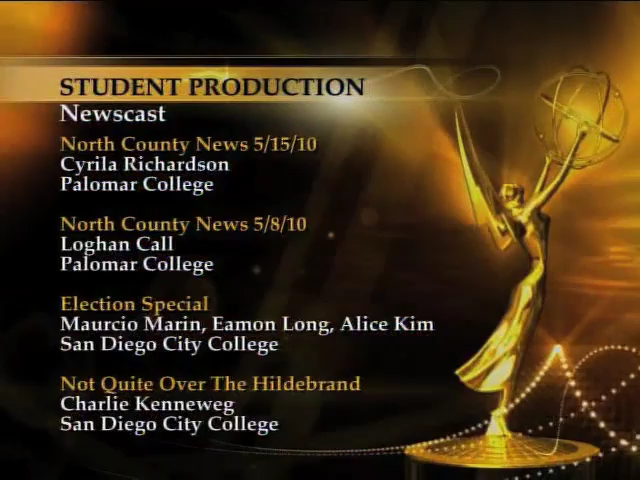 STUDENT PRODUCTION
Newscast
North County News 5/15/10
Cyrila Richardson
Palomar College
North County News 5/8/10
Loghan Call
Palomar College
Election Special
Maurcio Marin, Eamon Long, Alice Kim
San Diego City College
Not Quite Over The Hildebrand
Charlie Kenneweg
San Diego City College